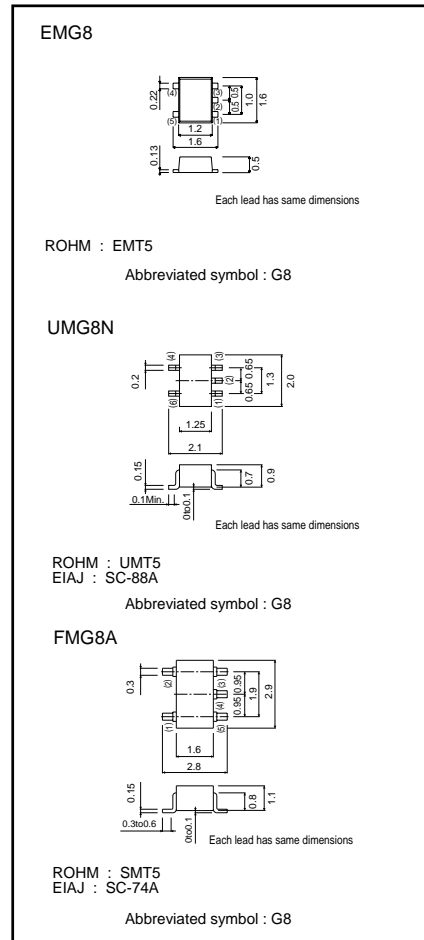 EMG8
0.22
(4)
(3)
(2)
(5)
(1)
0.5 0.5
1.0
1.6
1.2
1.6
0.13
0.5
Each lead has same dimensions
ROHM : EMT5
Abbreviated symbol : G8
UMG8N
(4)
(3)
0.2
(2)
(6)
(1)
0.65 0.65
1.3
2.0
1.25
2.1
0.15
0.1Min.
0to0.1
0.7
0.9
Each lead has same dimensions
ROHM : UMT5
EIAJ : SC-88A
Abbreviated symbol : G8
FMG8A
0.3
(2)
(3)
(4)
(1)
(5)
0.95 0.95
1.9
2.9
1.6
2.8
0.15
0.3to0.6
0to0.1
0.8
1.1
Each lead has same dimensions
ROHM : SMT5
EIAJ : SC-74A
Abbreviated symbol : G8